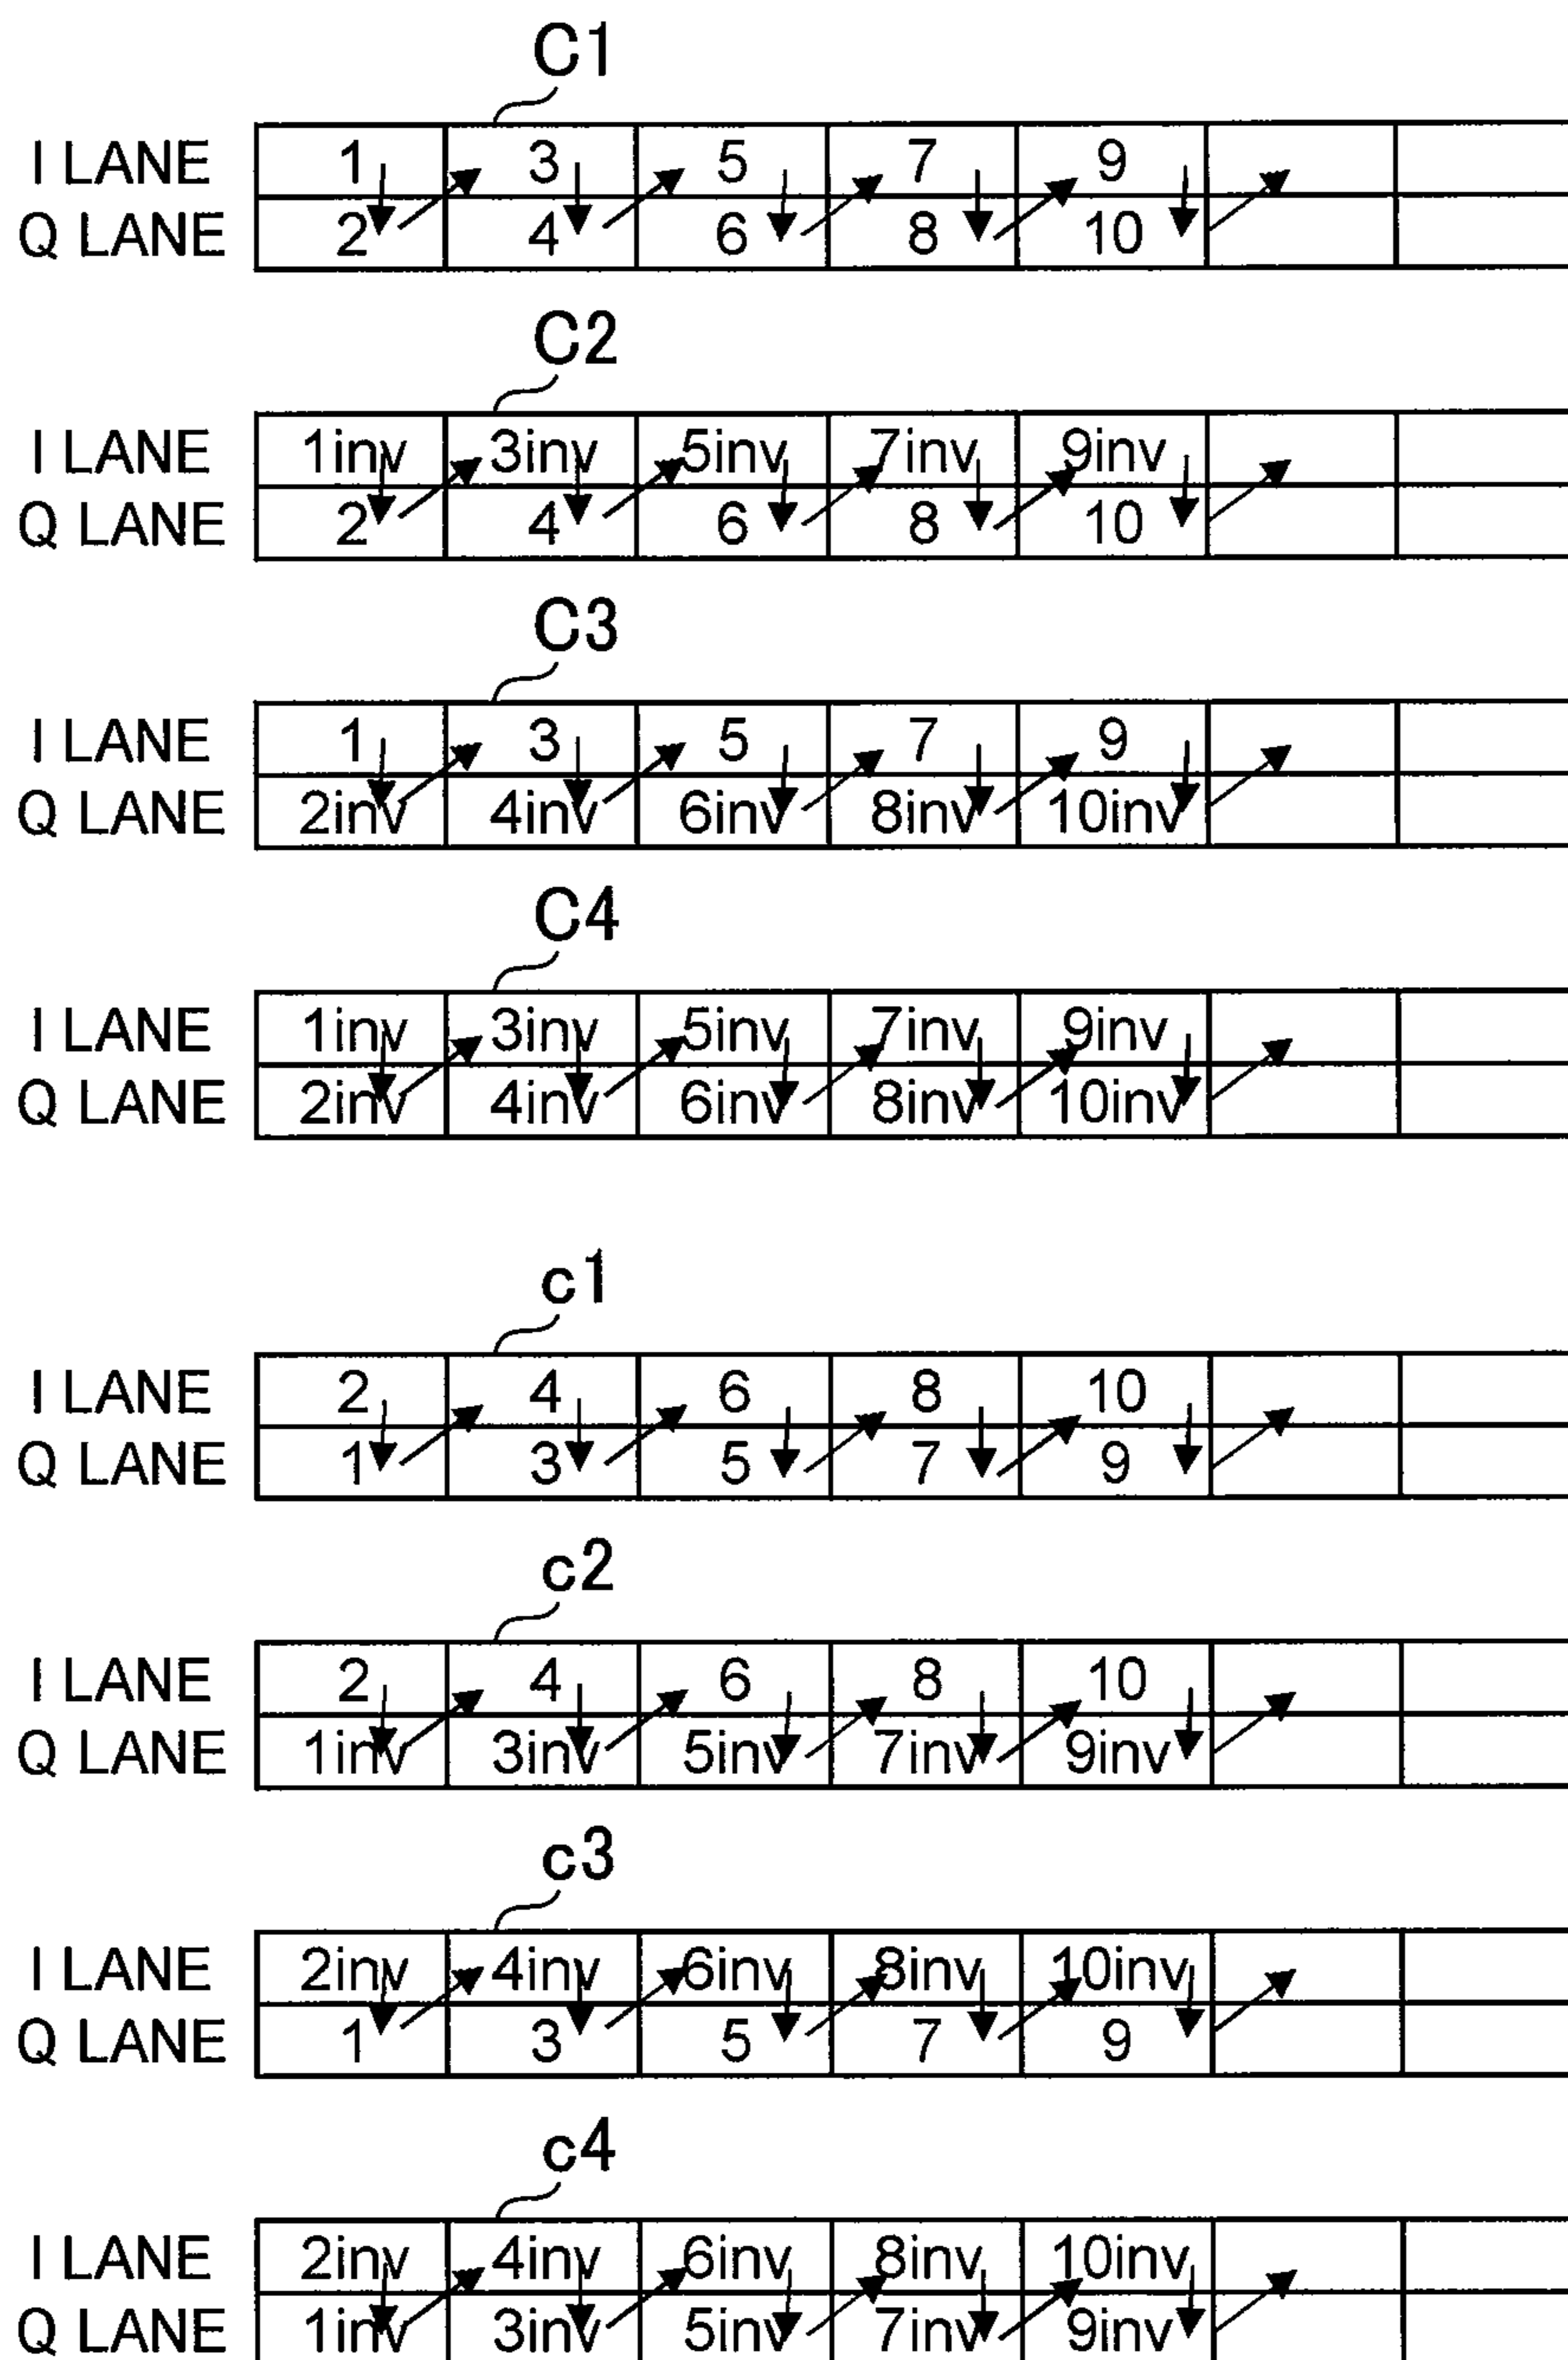 C1
I LANE 1 3 5 7 9
Q LANE 2 4 6 8 10
C2
I LANE 1inv 3inv 5inv 7inv 9inv
Q LANE 2 4 6 8 10
C3
I LANE 1 3 5 7 9
Q LANE 2inv 4inv 6inv 8inv 10inv
C4
I LANE 1inv 3inv 5inv 7inv 9inv
Q LANE 2inv 4inv 6inv 8inv 10inv
c1
I LANE 2 4 6 8 10
Q LANE 1 3 5 7 9
c2
I LANE 2 4 6 8 10
Q LANE 1inv 3inv 5inv 7inv 9inv
c3
I LANE 2inv 4inv 6inv 8inv 10inv
Q LANE 1 3 5 7 9
c4
I LANE 2inv 4inv 6inv 8inv 10inv
Q LANE 1inv 3inv 5inv 7inv 9inv